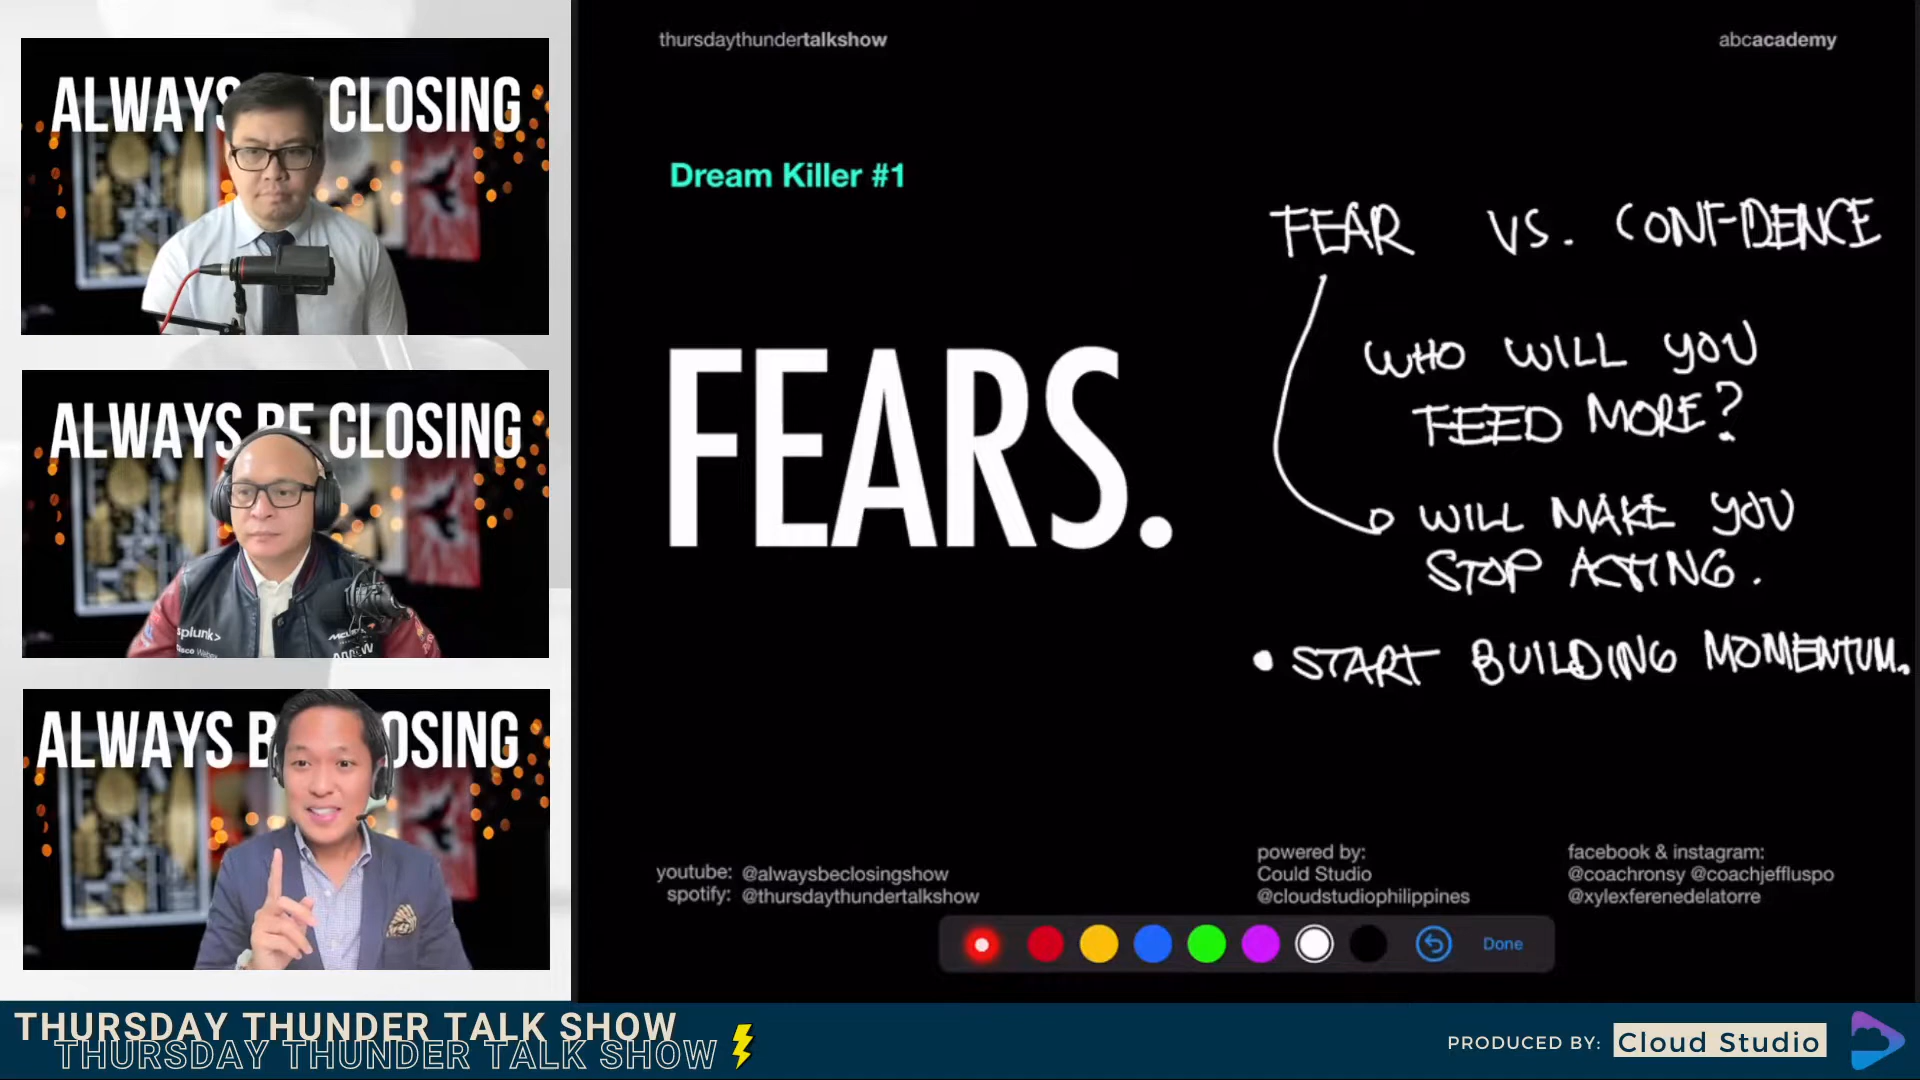 ALWAYS BE CLOSING
splunk>
ALWAYS BE CLOSING
ALWAYS B OSING
thursdaythundertalkshow
abcacademy
Dream Killer #1
FEARS.
FEAR VS. CONFIDENCE
WHO WILL YOU
FEED MORE?
WILL MAKE YOU
STOP ACTING.
• START BUILDING MOMENTUM.
youtube: @alwaysbeclosingshow
spotify: @thursdaythundertalkshow
powered by:
Could Studio
@cloudstudiophilippines
facebook & instagram:
@coachronsy @coachjeffluspo
@xylexferenedelatorre
Done
THURSDAY THUNDER TALK SHOW
THURSDAY THUNDER TALK SHOW
PRODUCED BY: Cloud Studio